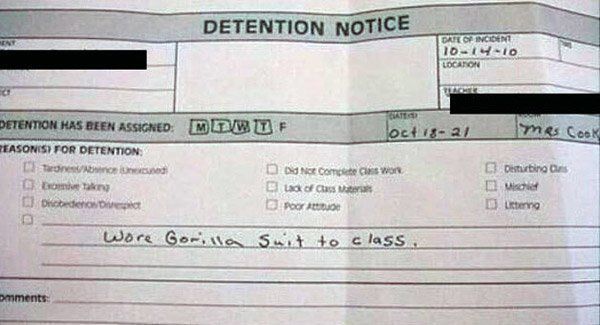 DETENTION NOTICE
DATE OF INCIDENT
10-14-10
LOCATION
TEACHER
DETENTION HAS BEEN ASSIGNED: M T W T F
DATE(S)
Oct 18-21
Mrs Cook
REASON(S) FOR DETENTION:
Tardiness/Absence (Unexcused)
Did Not Complete Class Work
Disturbing Class
Excessive Talking
Lack of Class Materials
Mischief
Disobedience/Disrespect
Poor Attitude
Littering
Wore Gorilla Suit to class.
omments: